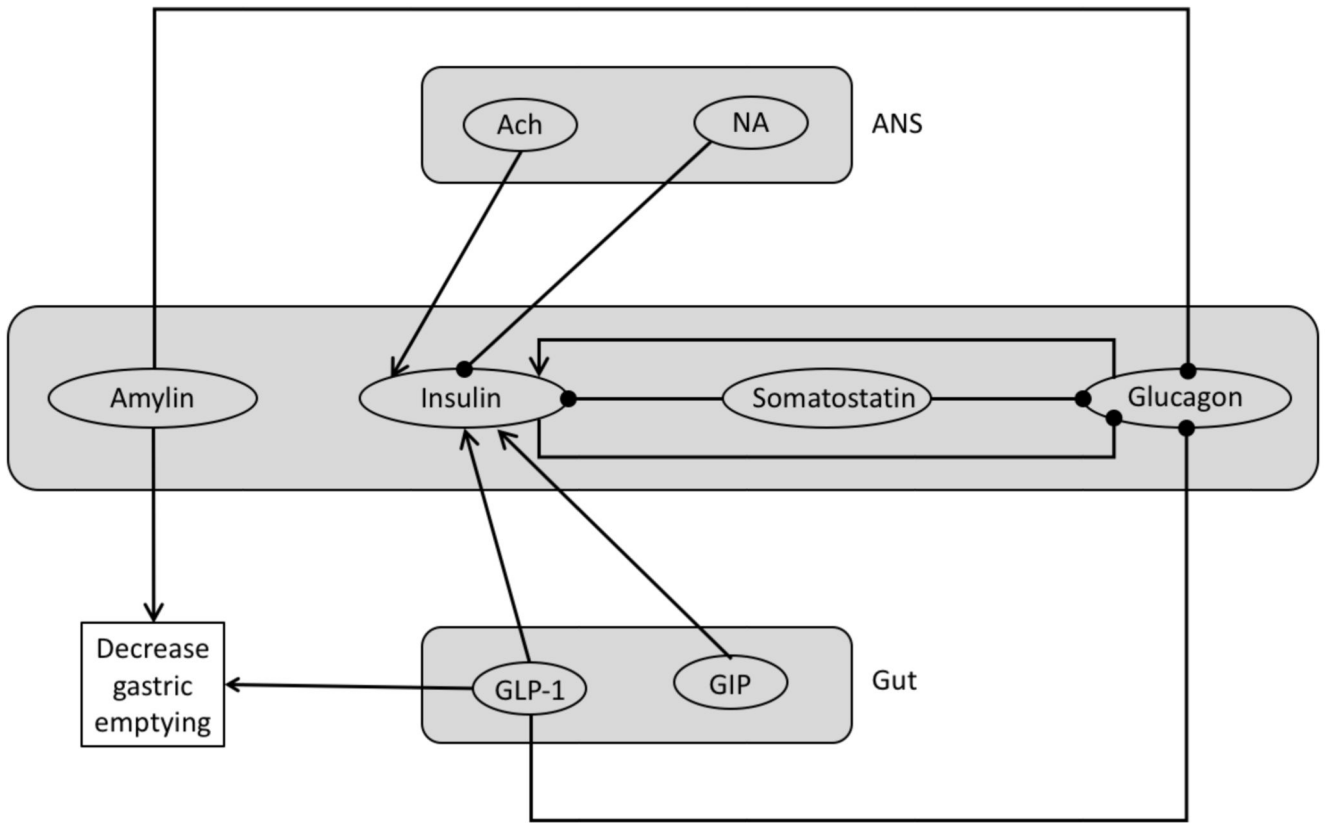 Ach
NA
ANS
Amylin
Insulin
Somatostatin
Glucagon
Decrease
gastric
emptying
GLP-1
GIP
Gut